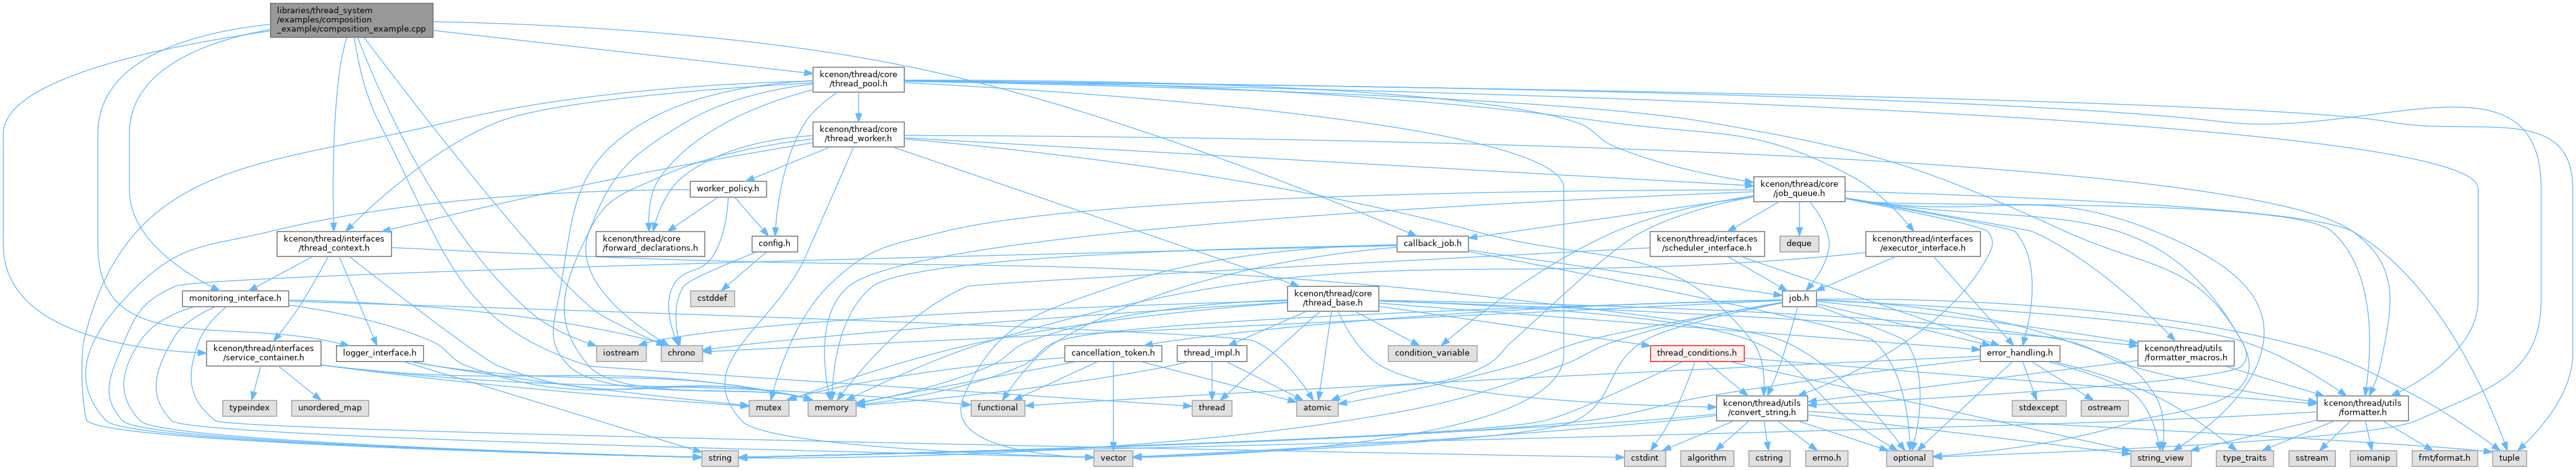 libraries/thread_system
/examples/composition
_example/composition_example.cpp
kcenon/thread/core
/thread_pool.h
kcenon/thread/core
/thread_worker.h
worker_policy.h
kcenon/thread/core
/job_queue.h
kcenon/thread/interfaces
/thread_context.h
kcenon/thread/core
/forward_declarations.h
config.h
callback_job.h
kcenon/thread/interfaces
/scheduler_interface.h
deque
kcenon/thread/interfaces
/executor_interface.h
monitoring_interface.h
cstddef
kcenon/thread/core
/thread_base.h
job.h
kcenon/thread/interfaces
/service_container.h
logger_interface.h
iostream
chrono
cancellation_token.h
thread_impl.h
condition_variable
thread_conditions.h
error_handling.h
kcenon/thread/utils
/formatter_macros.h
typeindex
unordered_map
mutex
memory
functional
thread
atomic
kcenon/thread/utils
/convert_string.h
stdexcept
ostream
kcenon/thread/utils
/formatter.h
string
vector
cstdint
algorithm
cstring
errno.h
optional
string_view
type_traits
sstream
iomanip
fmt/format.h
tuple